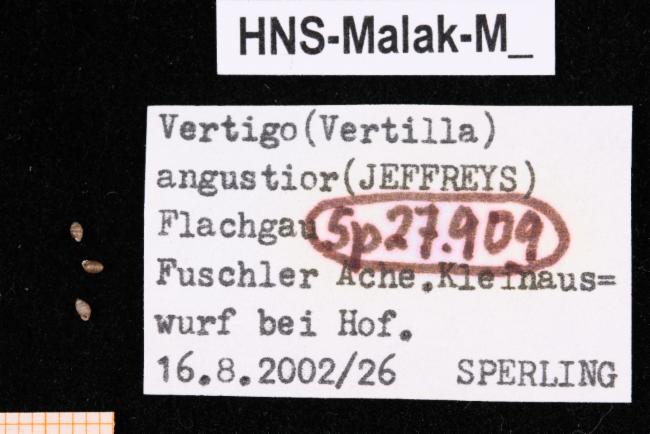 HNS-Malak-M_
Vertigo(Vertilla)
angustior(JEFFREYS)
Flachgau Sp27.909
Fuschler Ache.Kleinaus=
wurf bei Hof.
16.8.2002/26 SPERLING